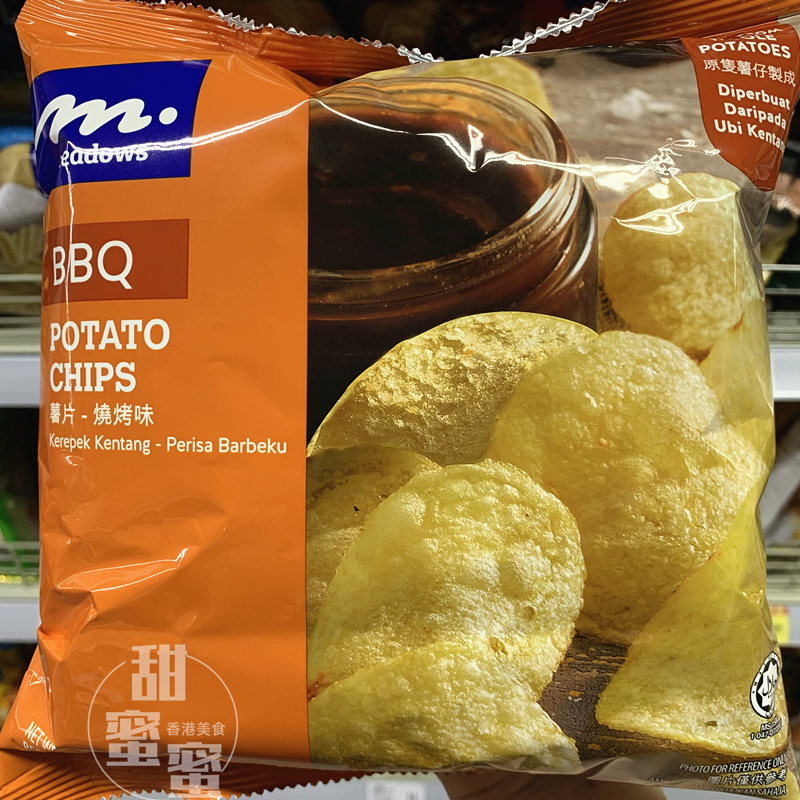 m.
eadows
BBQ
POTATO
CHIPS
薯片 - 燒烤味
Kerepek Kentang - Perisa Barbeku
POTATOES
原隻薯仔製成
Diperbuat
Daripada
Ubi Kentang
甜
蜜
蜜
香港美食
PHOTO FOR REFERENCE ONLY
圖片僅供參考
SAHAJA